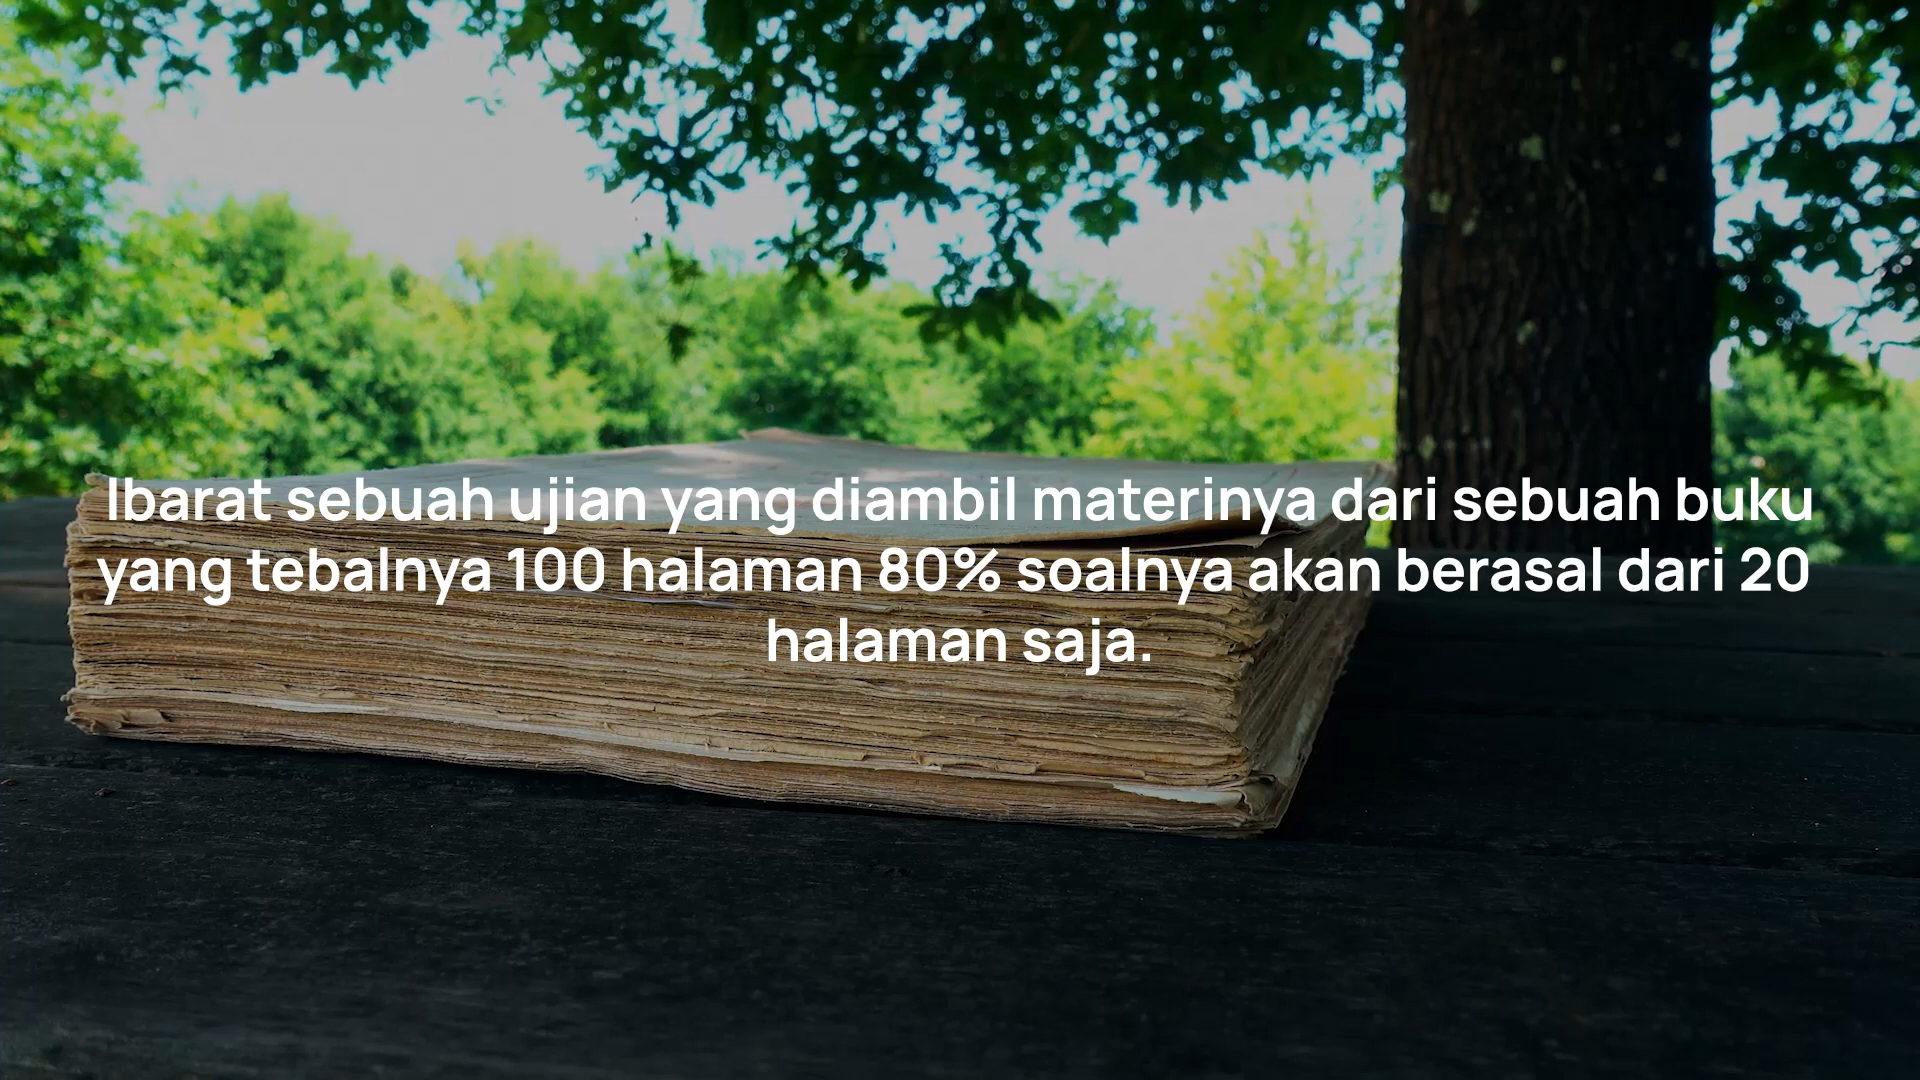 Ibarat sebuah ujian yang diambil materinya dari sebuah buku
yang tebalnya 100 halaman 80% soalnya akan berasal dari 20
halaman saja.